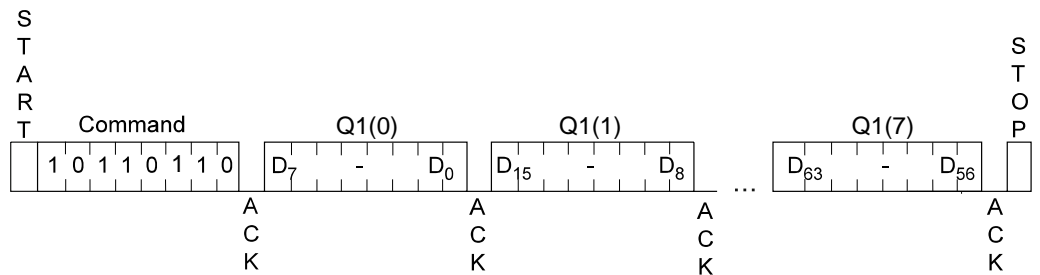 START
Command
Q1(0)
Q1(1)
Q1(7)
STOP
1 0 1 1 0 1 1 0
D7 - D0
D15 - D8
...
D63 - D56
ACK
ACK
ACK
ACK